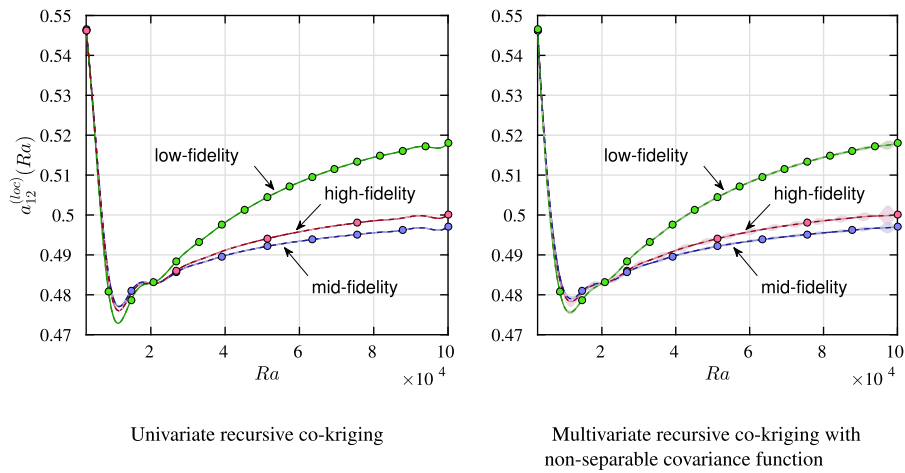 0.55
0.54
0.53
0.52
0.51
0.5
0.49
0.48
0.47
a_{12}^{(loc)}(Ra)
low-fidelity
high-fidelity
mid-fidelity
2 4 6 8 10
Ra
×10 4
Univariate recursive co-kriging
0.55
0.54
0.53
0.52
0.51
0.5
0.49
0.48
0.47
low-fidelity
high-fidelity
mid-fidelity
2 4 6 8 10
Ra
×10 4
Multivariate recursive co-kriging with
non-separable covariance function